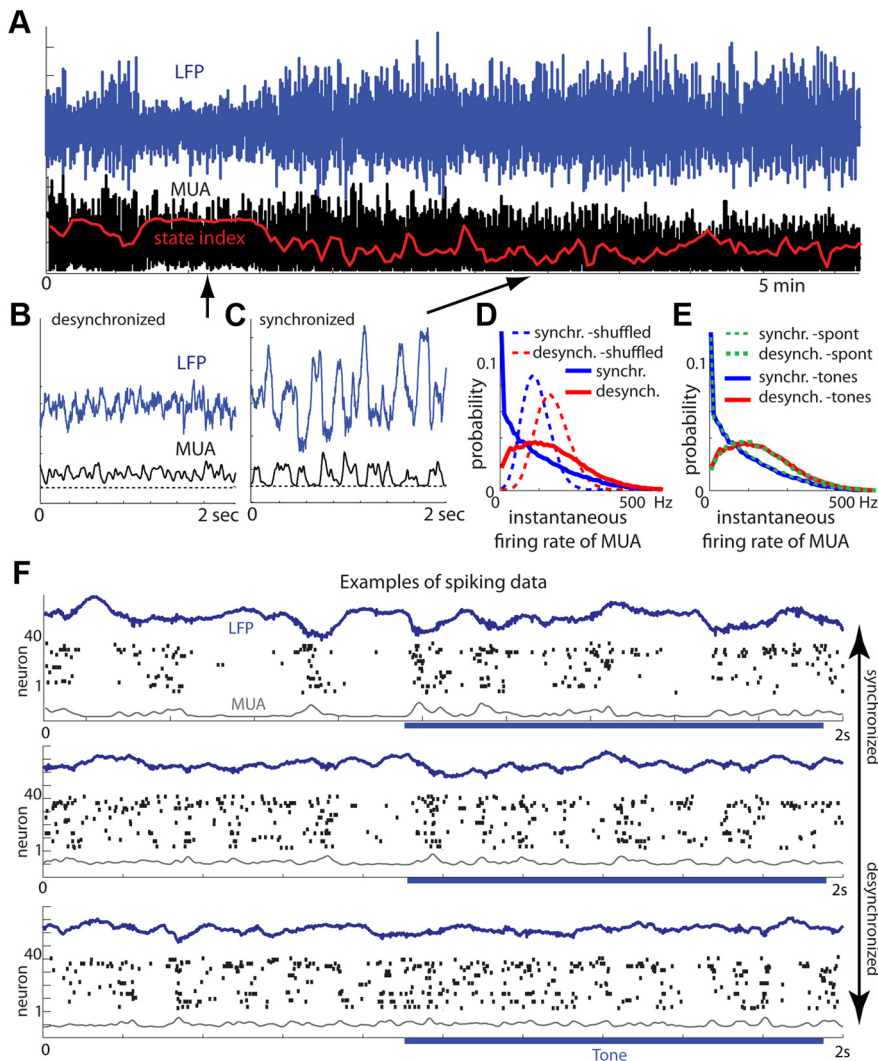 A
LFP
MUA
state index
0
5 min
B
desynchronized
LFP
MUA
0
2 sec
C
synchronized
0
2 sec
D
synchr. -shuffled
desynch. -shuffled
synchr.
desynch.
0.1
probability
0
0
500 Hz
instantaneous
firing rate of MUA
E
synchr. -spont
desynch. -spont
synchr. -tones
desynch. -tones
0.1
probability
0
0
500 Hz
instantaneous
firing rate of MUA
F
Examples of spiking data
LFP
40
neuron
1
MUA
0
2s
synchronized
40
neuron
1
0
2s
desynchronized
40
neuron
1
0
Tone
2s